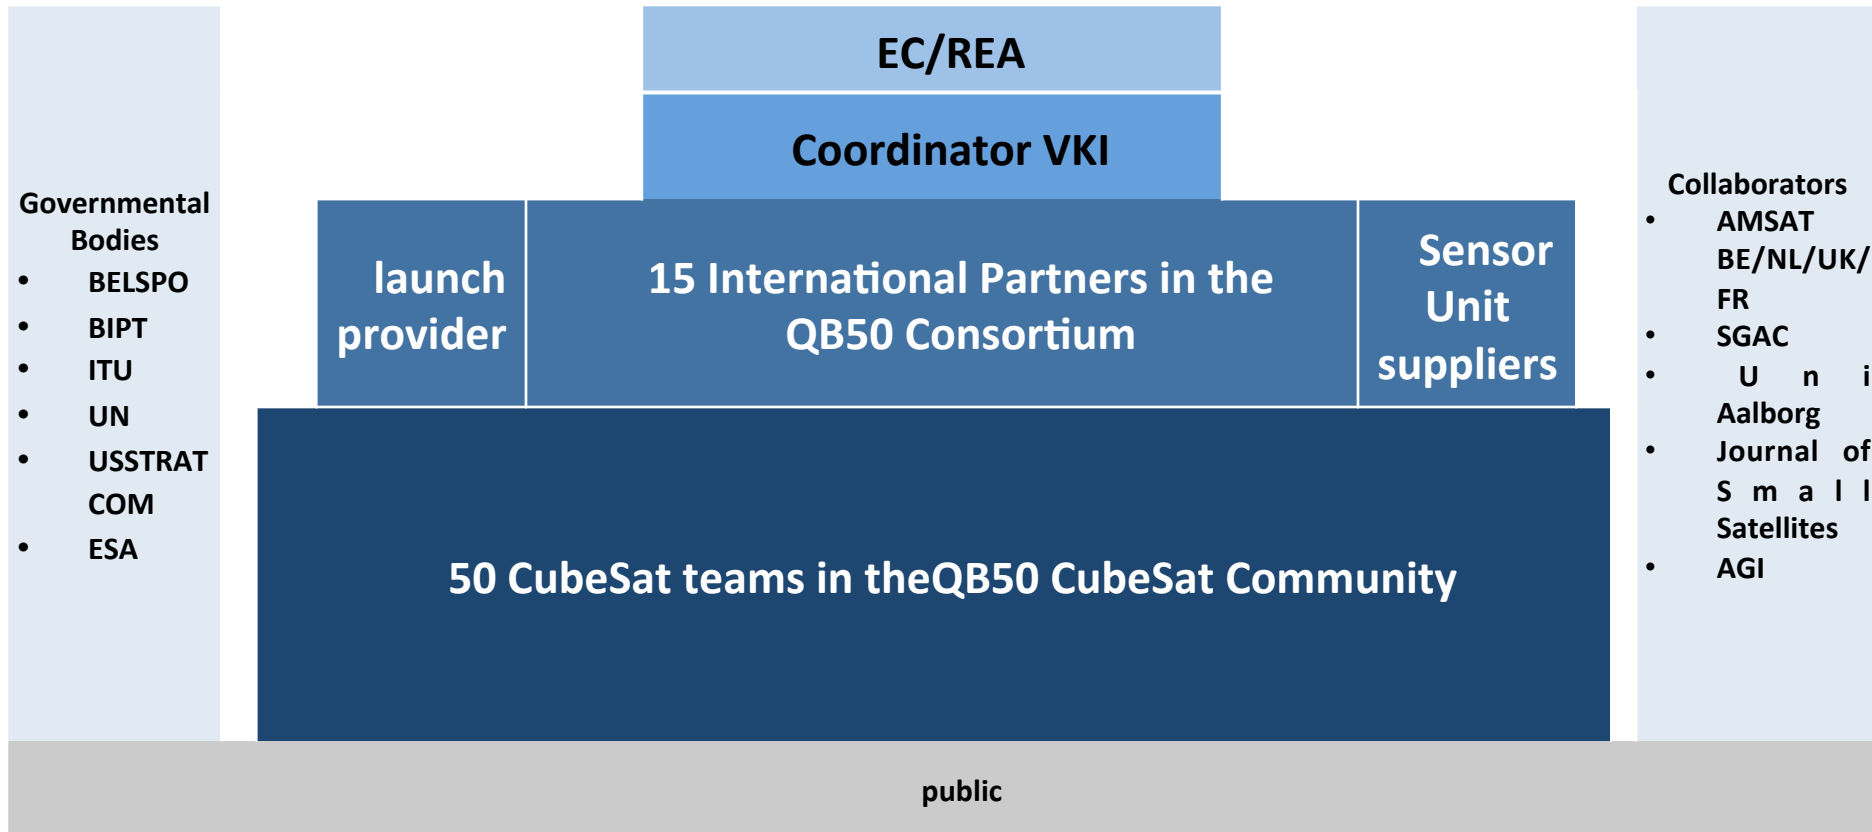 EC/REA
Coordinator VKI
Governmental
Bodies
• BELSPO
• BIPT
• ITU
• UN
• USSTRAT
COM
• ESA
launch
provider
15 International Partners in the
QB50 Consortium
Sensor
Unit
suppliers
50 CubeSat teams in theQB50 CubeSat Community
Collaborators
• AMSAT
BE/NL/UK/
FR
• SGAC
• U n i
Aalborg
• Journal of
S m a l l
Satellites
• AGI
public